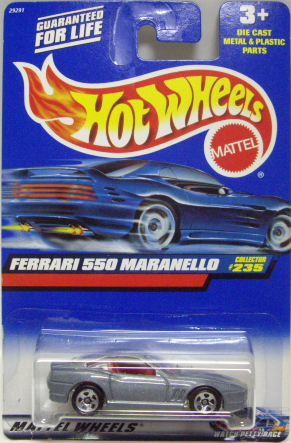 29291
GUARANTEED
FOR LIFE
3+
DIE CAST
METAL & PLASTIC
PARTS
HOT WHEELS
MATTEL
®
FERRARI 550 MARANELLO
COLLECTOR
#235
MATTEL WHEELS